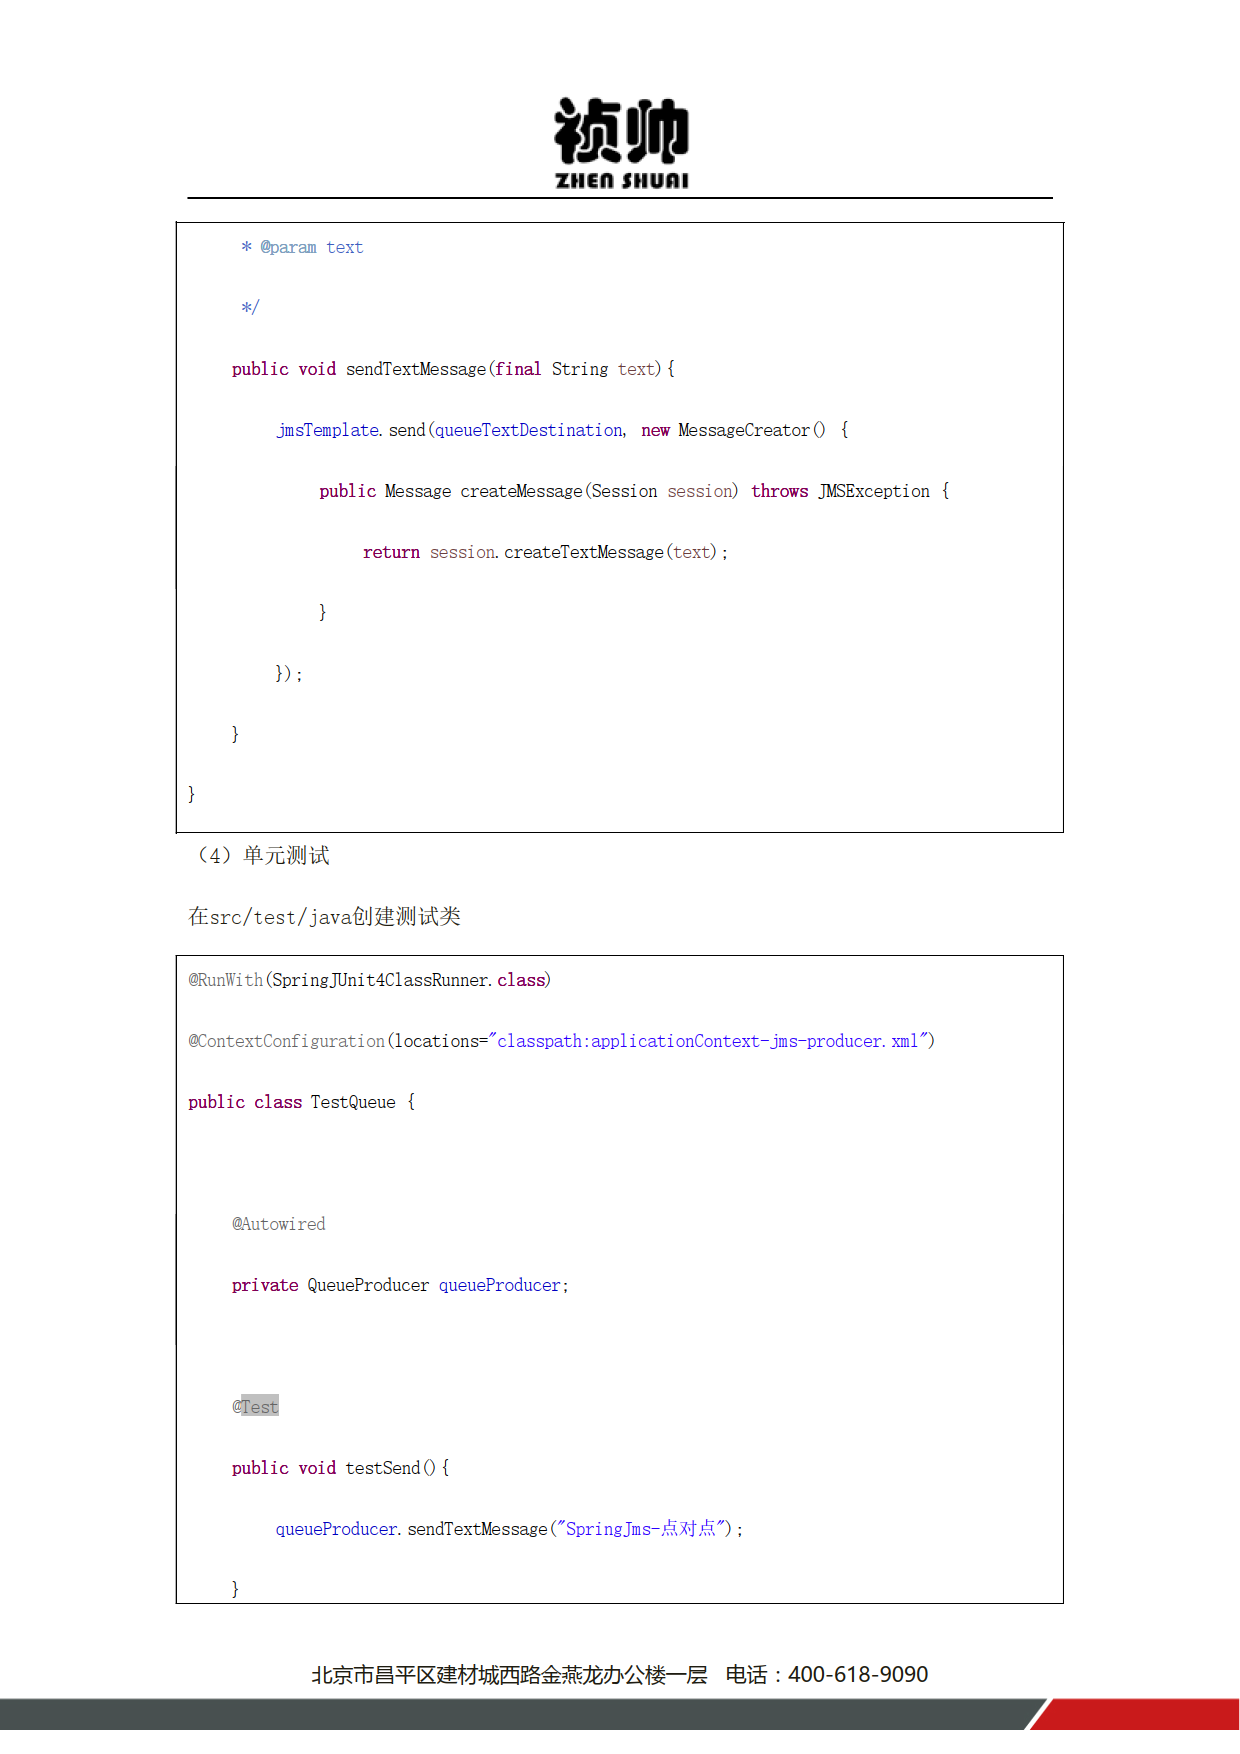 祯帅
ZHEN SHUAI
* @param text
*/
public void sendTextMessage(final String text){
jmsTemplate.send(queueTextDestination, new MessageCreator() {
public Message createMessage(Session session) throws JMSException {
return session.createTextMessage(text);
}
});
}
}
（4）单元测试
在src/test/java创建测试类
@RunWith(SpringJUnit4ClassRunner.class)
@ContextConfiguration(locations="classpath:applicationContext-jms-producer.xml")
public class TestQueue {
@Autowired
private QueueProducer queueProducer;
@Test
public void testSend(){
queueProducer.sendTextMessage("SpringJms-点对点");
}
北京市昌平区建材城西路金燕龙办公楼一层 电话：400-618-9090